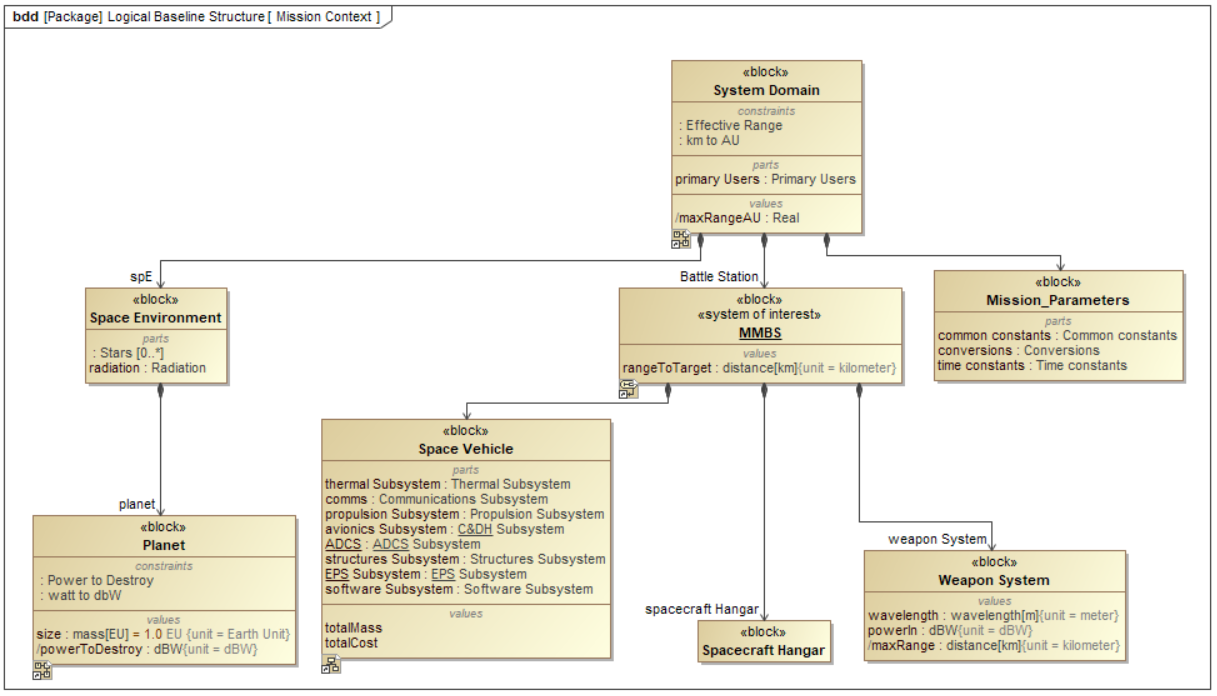 bdd [Package] Logical Baseline Structure [ Mission Context ]
«block»
System Domain
constraints
: Effective Range
: km to AU
parts
primary Users : Primary Users
values
/maxRangeAU : Real
spE
«block»
Space Environment
parts
: Stars [0..*]
radiation : Radiation
Battle Station
«block»
«system of interest»
MMBS
values
rangeToTarget : distance[km]{unit = kilometer}
«block»
Mission_Parameters
parts
common constants : Common constants
conversions : Conversions
time constants : Time constants
planet
«block»
Planet
constraints
: Power to Destroy
: watt to dbW
values
size : mass[EU] = 1.0 EU {unit = Earth Unit}
/powerToDestroy : dBW{unit = dBW}
«block»
Space Vehicle
parts
thermal Subsystem : Thermal Subsystem
comms : Communications Subsystem
propulsion Subsystem : Propulsion Subsystem
avionics Subsystem : C&DH Subsystem
ADCS : ADCS Subsystem
structures Subsystem : Structures Subsystem
EPS Subsystem : EPS Subsystem
software Subsystem : Software Subsystem
values
totalMass
totalCost
spacecraft Hangar
«block»
Spacecraft Hangar
weapon System
«block»
Weapon System
values
wavelength : wavelength[m]{unit = meter}
powerIn : dBW{unit = dBW}
/maxRange : distance[km]{unit = kilometer}